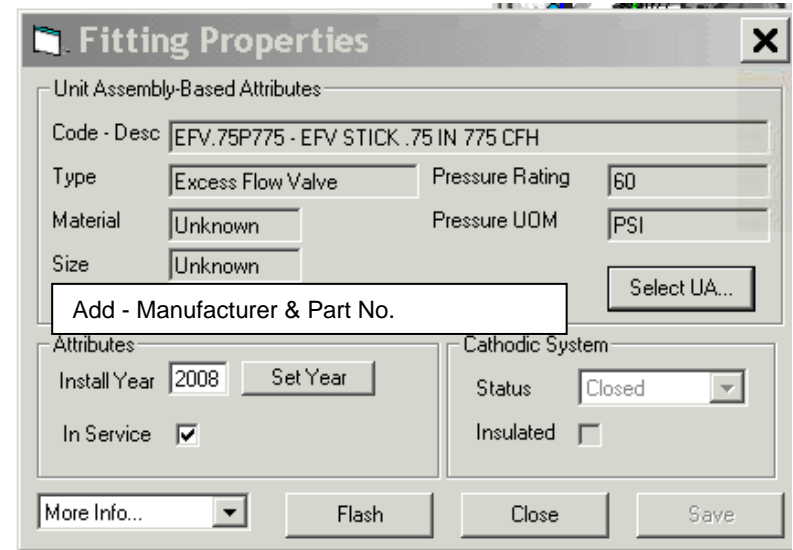 Fitting Properties
Unit Assembly-Based Attributes
Code - Desc EFV.75P775 - EFV STICK .75 IN 775 CFH
Type Excess Flow Valve Pressure Rating 60
Material Unknown Pressure UOM PSI
Size Unknown
Select UA...
Add - Manufacturer & Part No.
Attributes Cathodic System
Install Year 2008 Set Year Status Closed
In Service Insulated
More Info... Flash Close Save